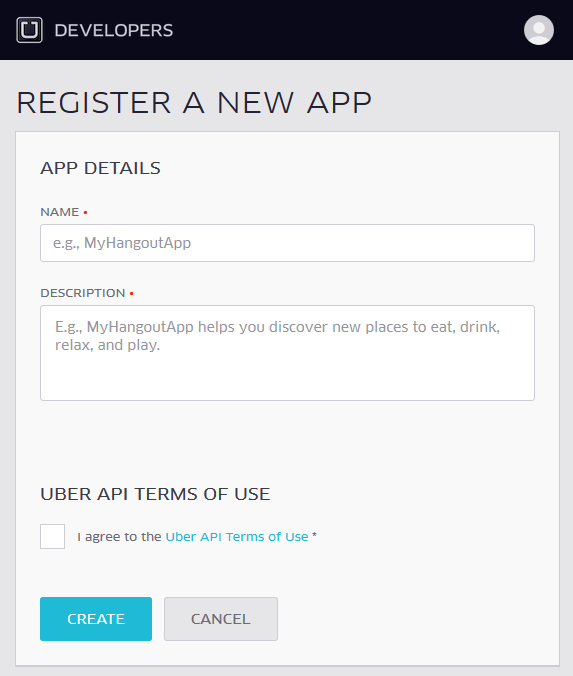 DEVELOPERS
REGISTER A NEW APP
APP DETAILS
NAME •
e.g., MyHangoutApp
DESCRIPTION •
E.g., MyHangoutApp helps you discover new places to eat, drink,
relax, and play.
UBER API TERMS OF USE
I agree to the Uber API Terms of Use *
CREATE
CANCEL